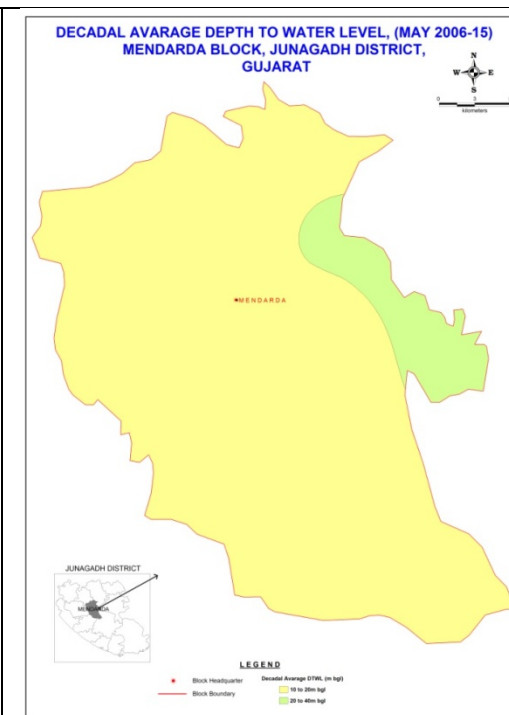 DECADAL AVARAGE DEPTH TO WATER LEVEL, (MAY 2006-15)
MENDARDA BLOCK, JUNAGADH DISTRICT,
GUJARAT
N
W E
S
kilometers
MENDARDA
JUNAGADH DISTRICT
MENDARDA
LEGEND
Block Headquarter
Block Boundary
Decadal Avarage DTWL (m bgl)
10 to 20m bgl
20 to 40m bgl